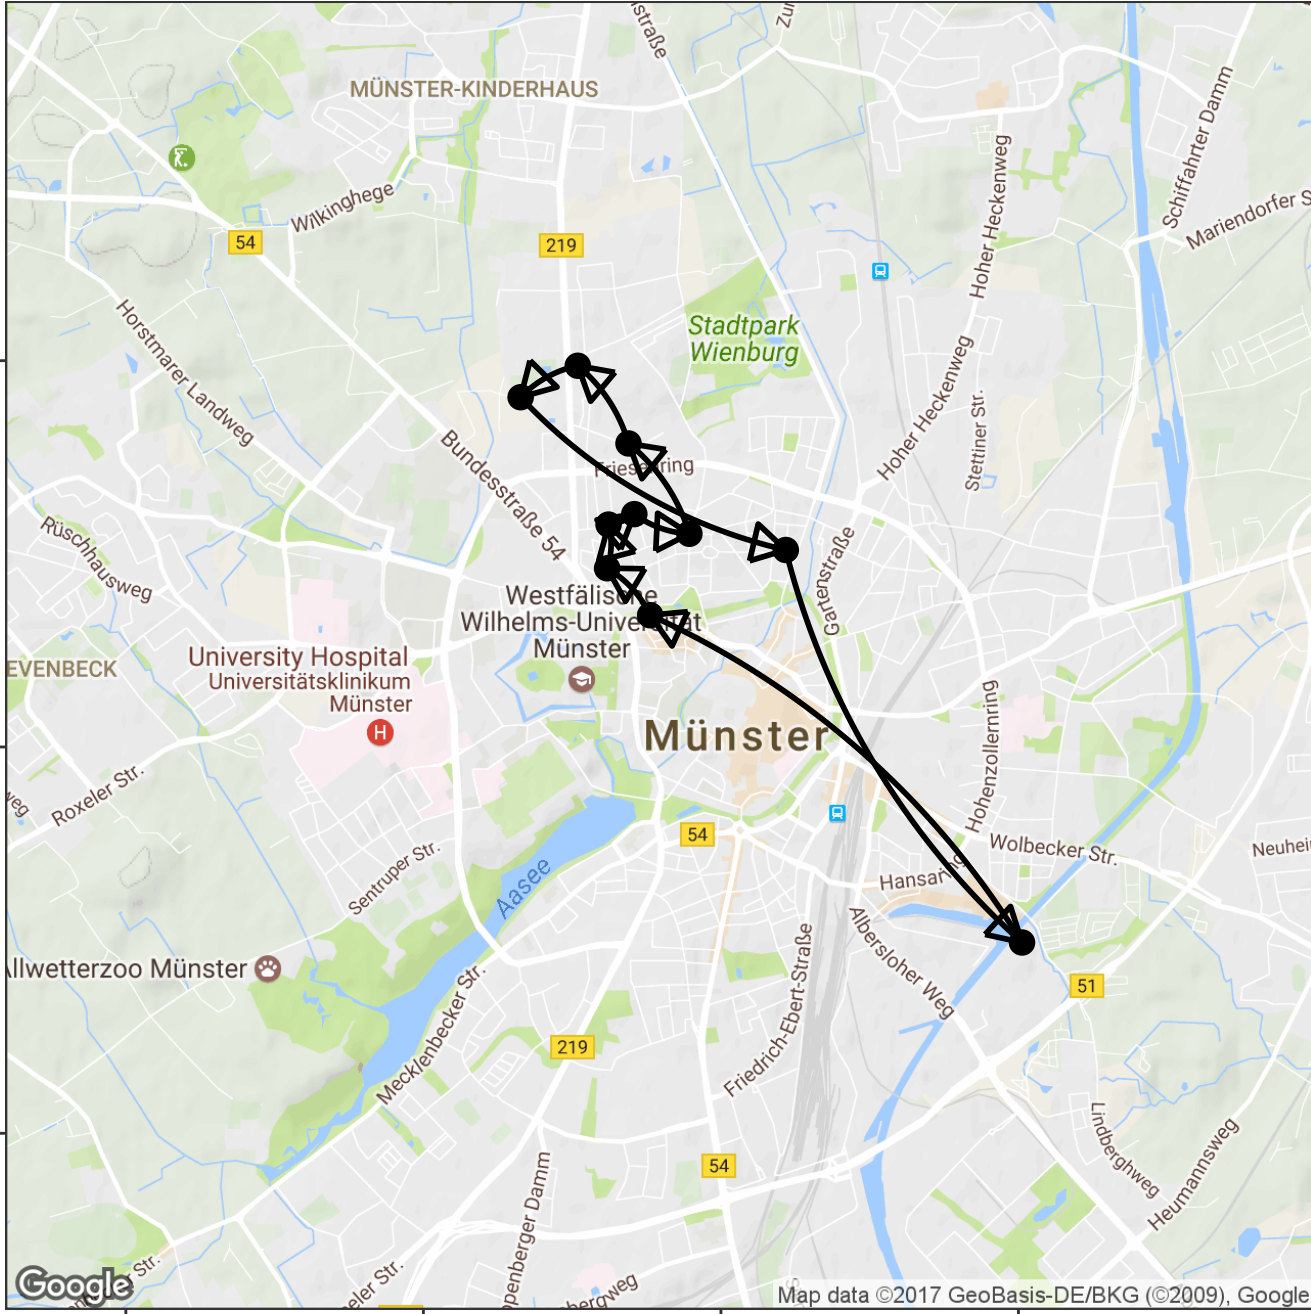 MÜNSTER-KINDERHAUS
Schiffahrter Damm
Wilkinghege
Hoher Heckenweg
Mariendorfer S
54
219
Stadtpark
Wienburg
Horstmarer Landweg
Hoher Heckenweg
Stettiner Str.
Bundesstraße 54
Rüschhausweg
Gartenstraße
Westfälische
Wilhelms-Universität
Münster
EVENBECK
University Hospital
Universitätsklinikum
Münster
H
Münster
Hohenzollernring
Roxeler Str.
weg
54
Wolbecker Str.
Neuhei
Sentruper Str.
Hansaring
Aasee
Albersloher Weg
Allwetterzoo Münster
51
Friedrich-Ebert-Straße
Mecklenbecker Str.
219
Lindberghweg
54
Heumannsweg
Google
Map data ©2017 GeoBasis-DE/BKG (©2009), Google